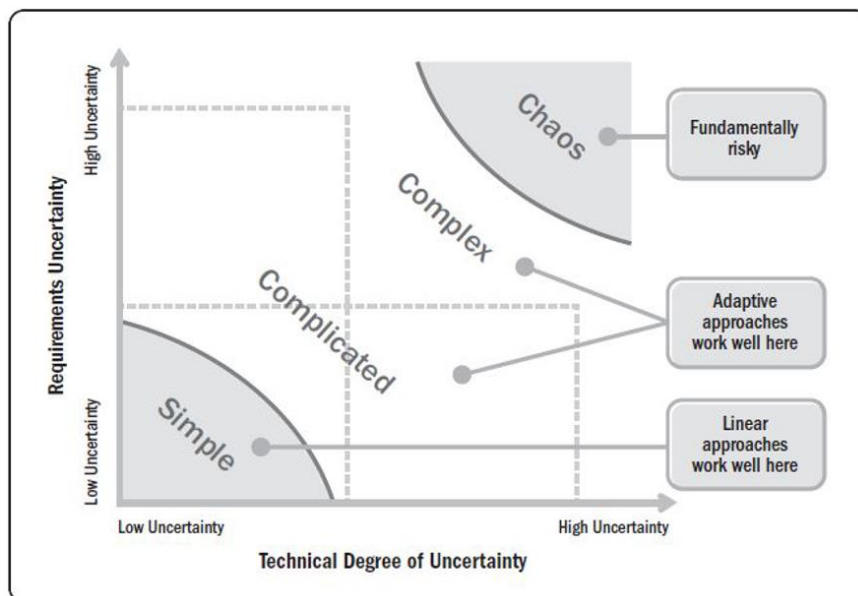 High Uncertainty
Requirements Uncertainty
Low Uncertainty
Chaos
Complex
Complicated
Simple
Fundamentally
risky
Adaptive
approaches
work well here
Linear
approaches
work well here
Low Uncertainty
High Uncertainty
Technical Degree of Uncertainty